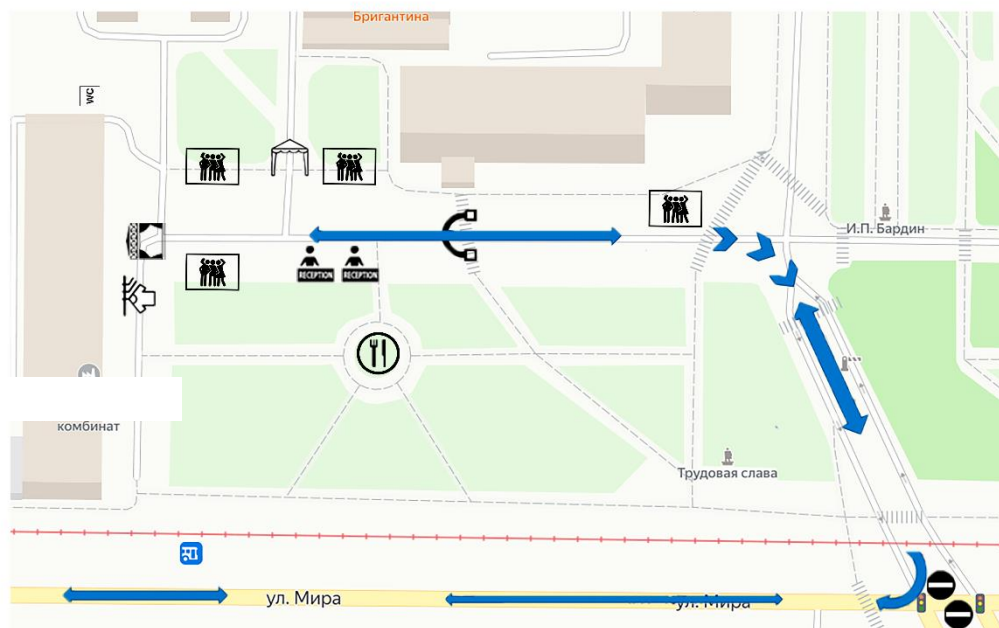 Бригантина
WC
И.П. Бардин
RECEPTION
RECEPTION
комбинат
Трудовая слава
ул. Мира
ул. Мира